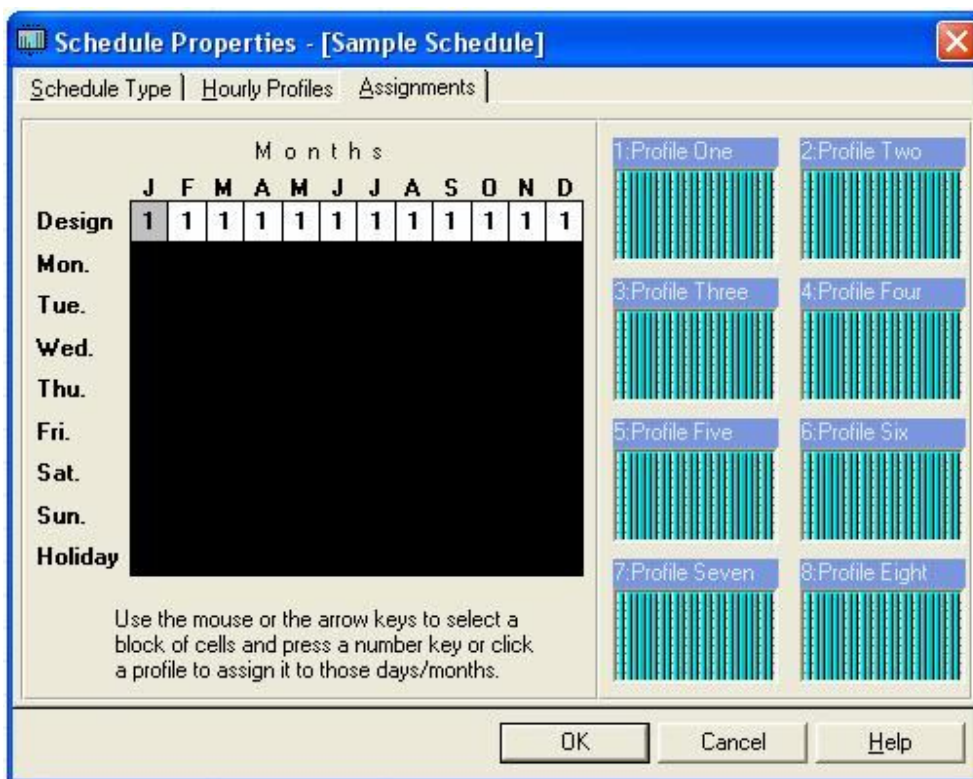 Schedule Properties - [Sample Schedule]
Schedule Type Hourly Profiles Assignments
Months
J F M A M J J A S O N D
Design 1 1 1 1 1 1 1 1 1 1 1 1
Mon.
Tue.
Wed.
Thu.
Fri.
Sat.
Sun.
Holiday
Use the mouse or the arrow keys to select a
block of cells and press a number key or click
a profile to assign it to those days/months.
1:Profile One 2:Profile Two
3:Profile Three 4:Profile Four
5:Profile Five 6:Profile Six
7:Profile Seven 8:Profile Eight
OK Cancel Help